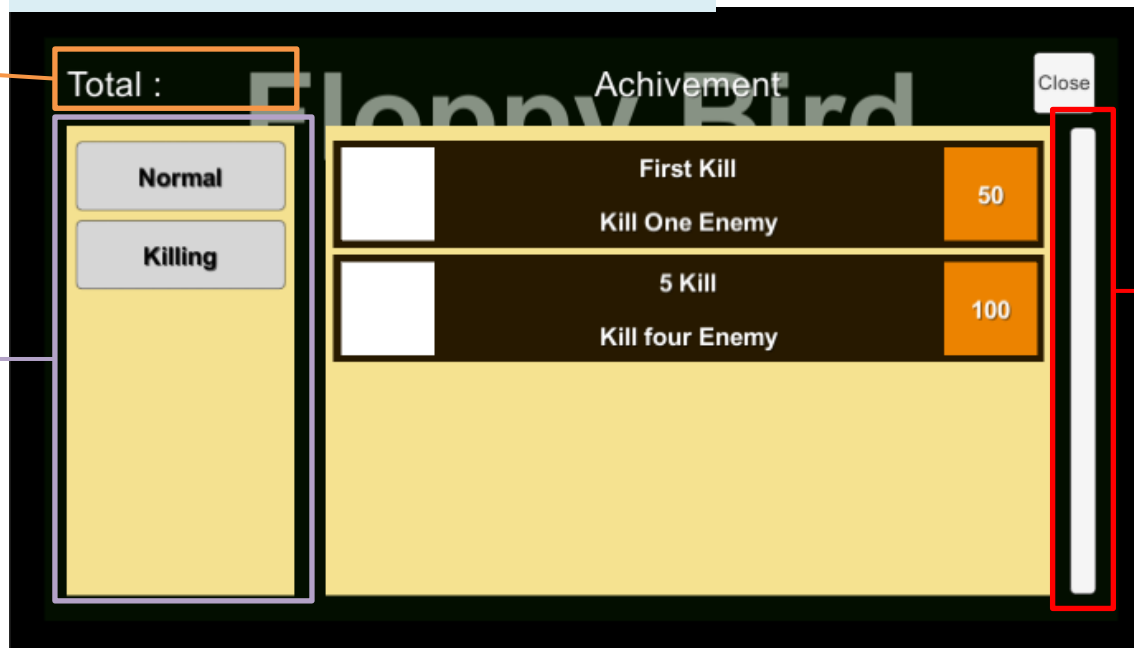 Total :
Floppy Bird
Achivement
Close
Normal
Killing
First Kill
Kill One Enemy
50
5 Kill
Kill four Enemy
100